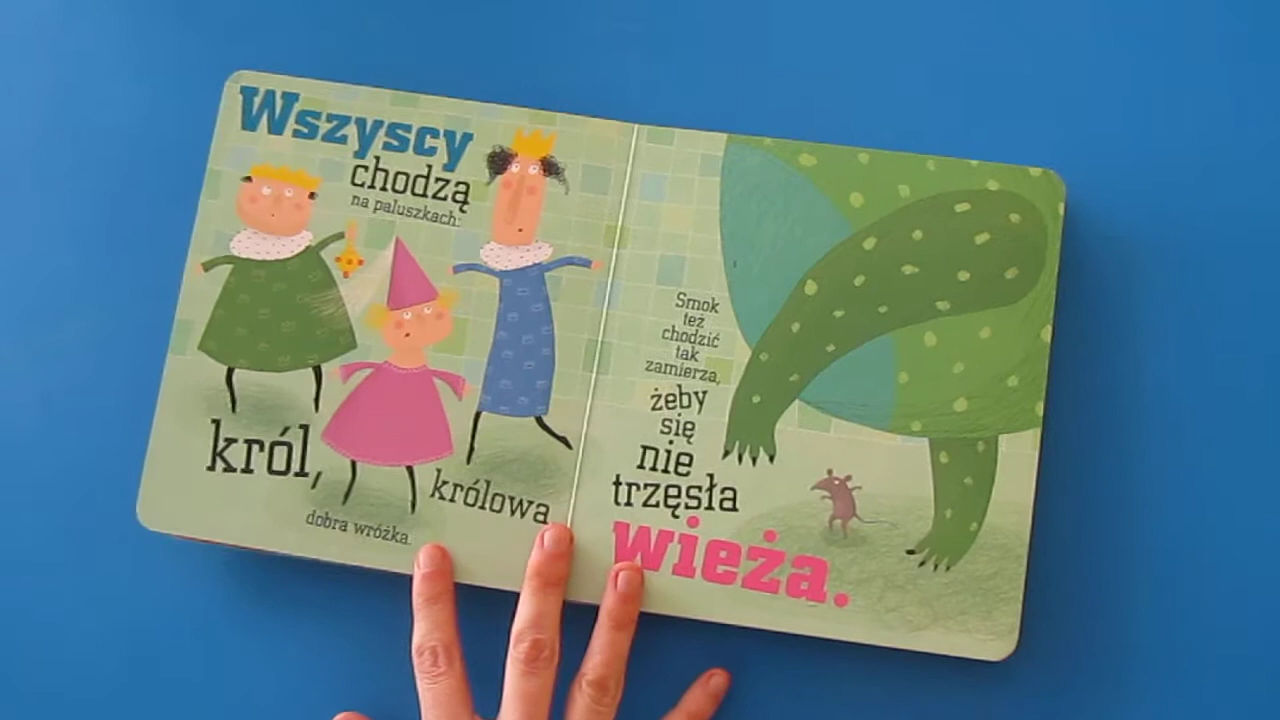 Wszyscy
chodzą
na paluszkach:
król,
królowa
dobra wróżka.
Smok
też
chodzić
tak
zamierza,
żeby
się
nie
trzęsła
wieża.